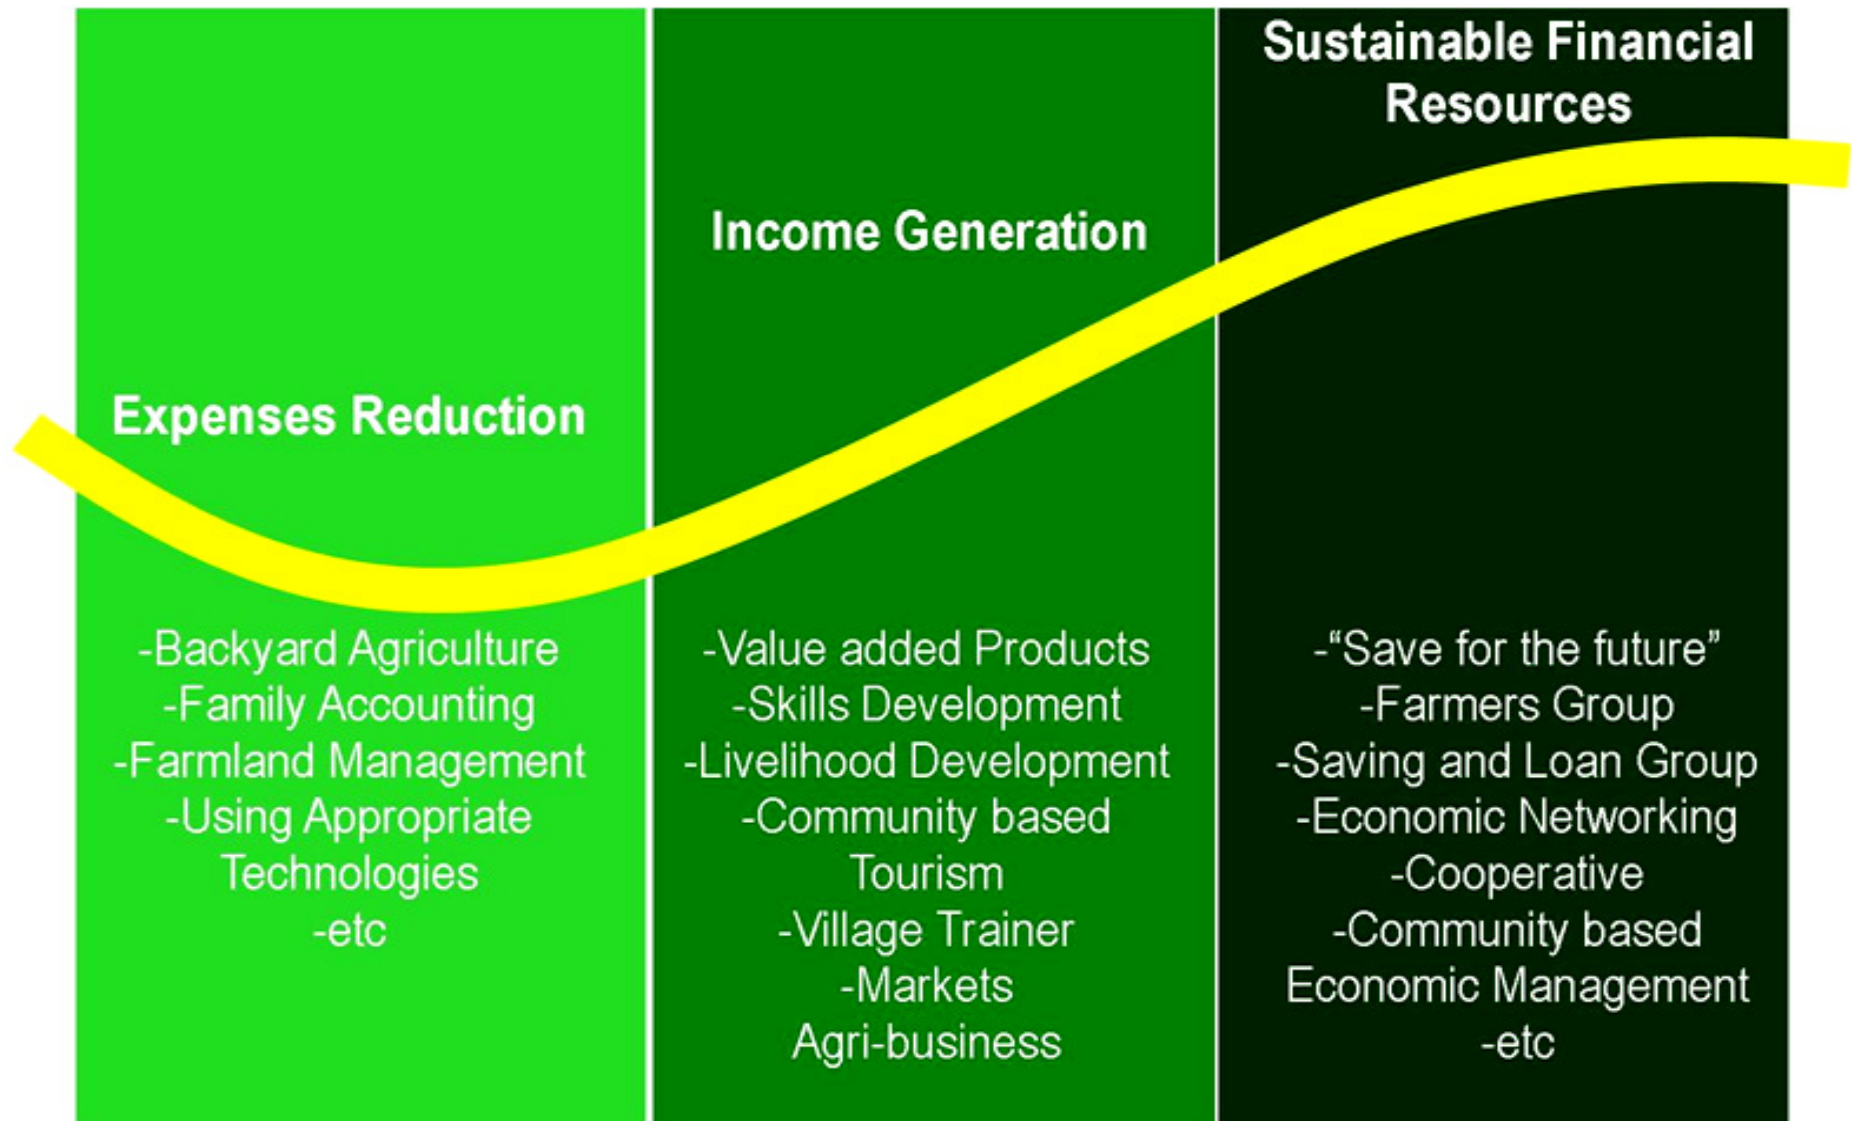 Expenses Reduction
-Backyard Agriculture
-Family Accounting
-Farmland Management
-Using Appropriate
Technologies
-etc
Income Generation
-Value added Products
-Skills Development
-Livelihood Development
-Community based
Tourism
-Village Trainer
-Markets
Agri-business
Sustainable Financial
Resources
-“Save for the future”
-Farmers Group
-Saving and Loan Group
-Economic Networking
-Cooperative
-Community based
Economic Management
-etc